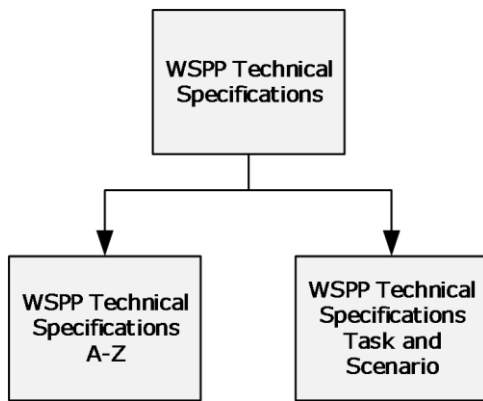 WSPP Technical
Specifications
WSPP Technical
Specifications
A-Z
WSPP Technical
Specifications
Task and
Scenario